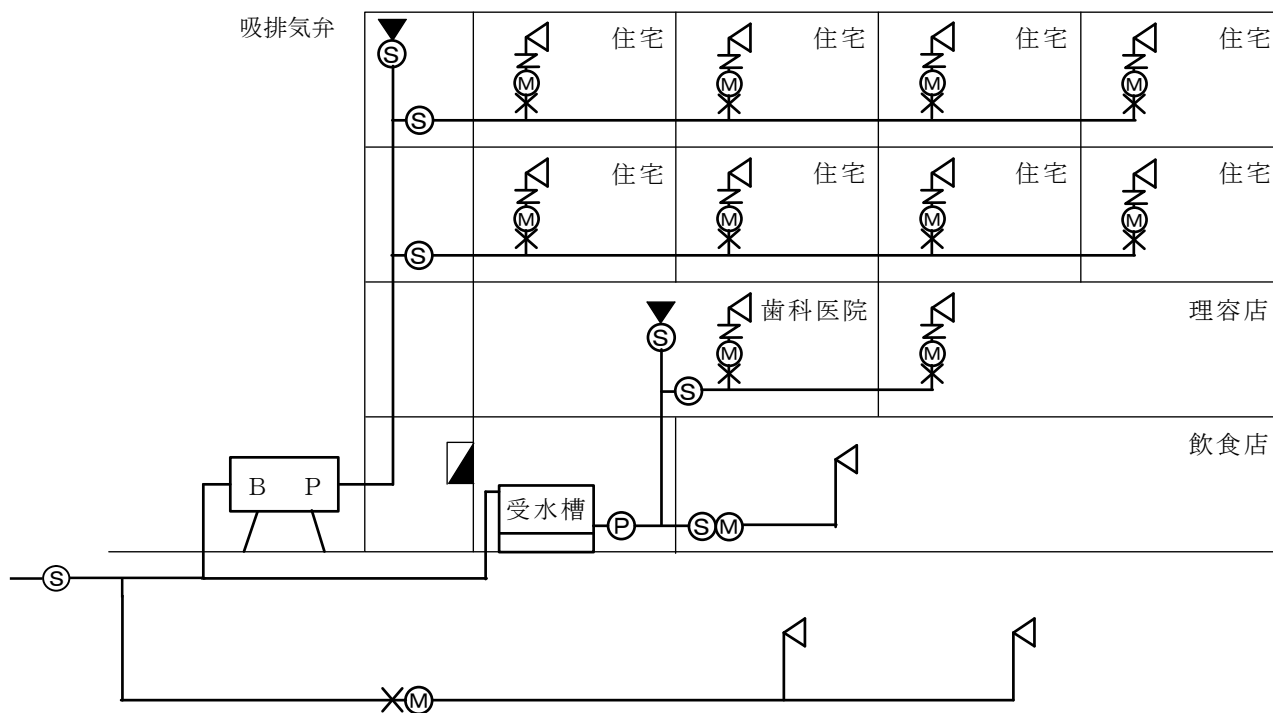 吸排気弁
S
住宅 住宅 住宅 住宅
M M M M
S
住宅 住宅 住宅 住宅
M M M M
S
歯科医院 理容店
S M M
S
飲食店
B P
受水槽
P S M
S
M